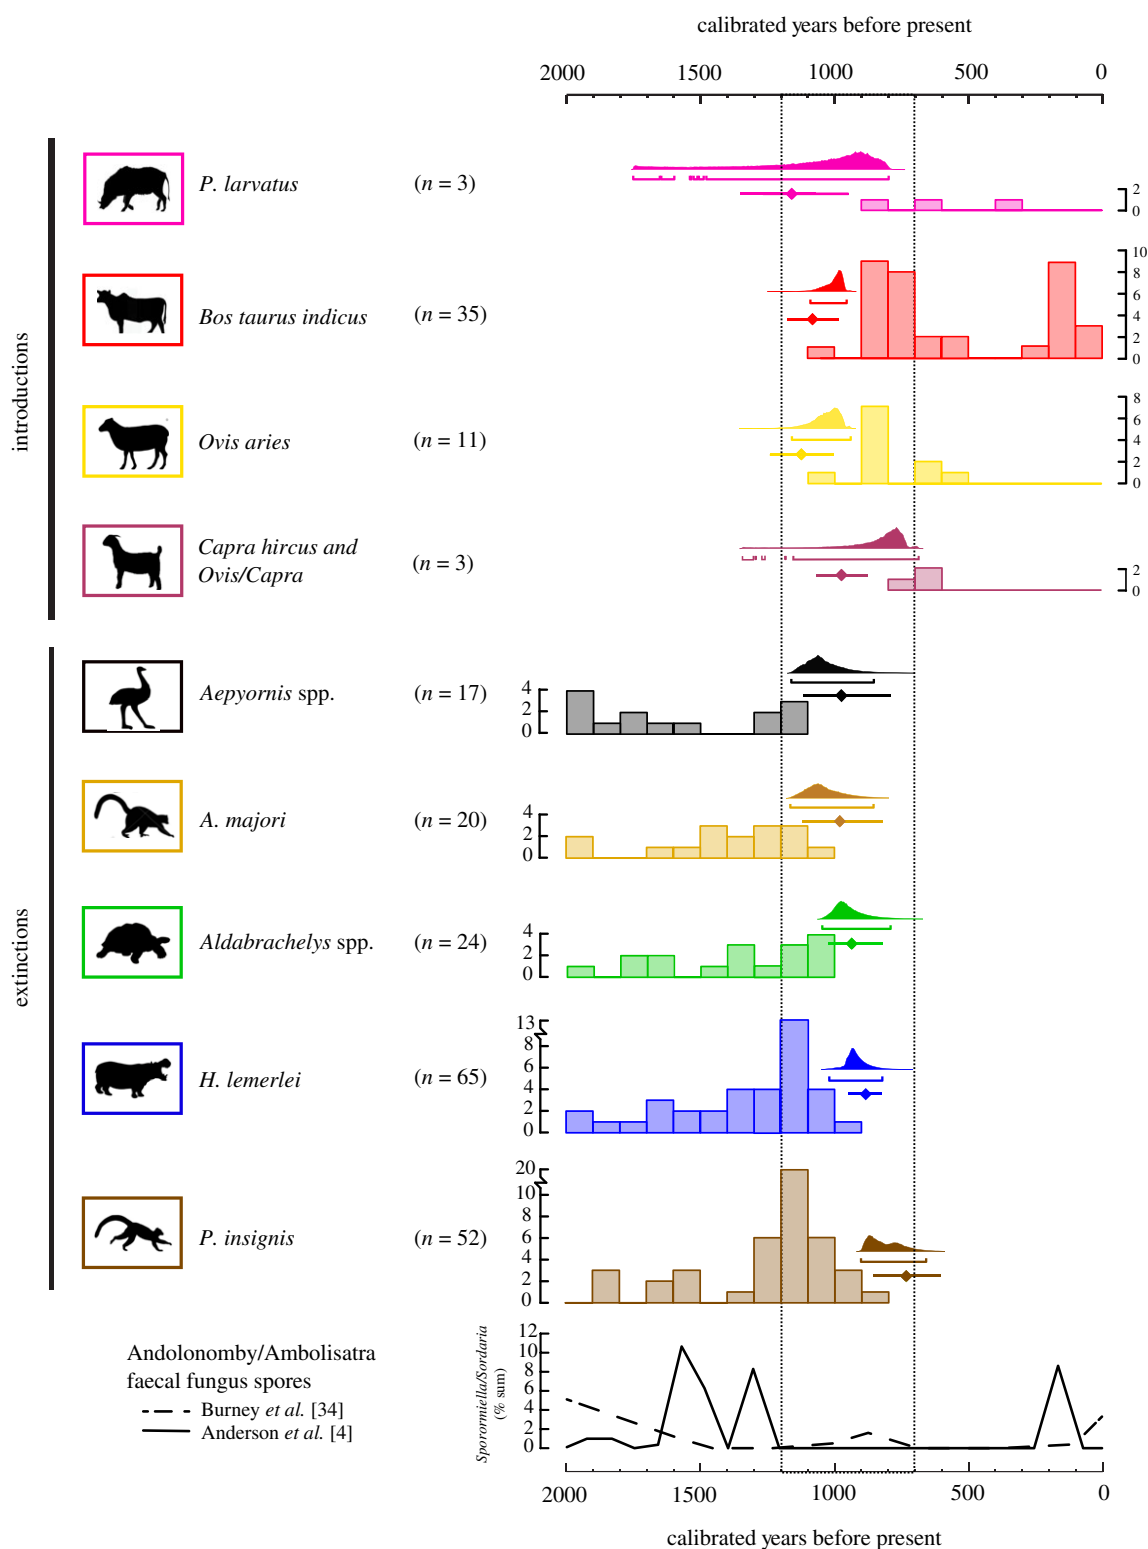 calibrated years before present
2000 1500 1000 500 0
introductions
P. larvatus (n = 3)
2
0
Bos taurus indicus (n = 35)
10
8
6
4
2
0
Ovis aries (n = 11)
8
6
4
2
0
Capra hircus and
Ovis/Capra
(n = 3)
2
0
extinctions
Aepyornis spp. (n = 17)
4
2
0
A. majori (n = 20)
4
2
0
Aldabrachelys spp. (n = 24)
4
2
0
H. lemerlei (n = 65)
13
8
6
4
2
0
P. insignis (n = 52)
20
10
8
6
4
2
0
Andolonomby/Ambolisatra
faecal fungus spores
Burney et al. [34]
Anderson et al. [4]
Sporormiella/Sordaria
(% sum)
12
10
8
6
4
2
0
2000 1500 1000 500 0
calibrated years before present